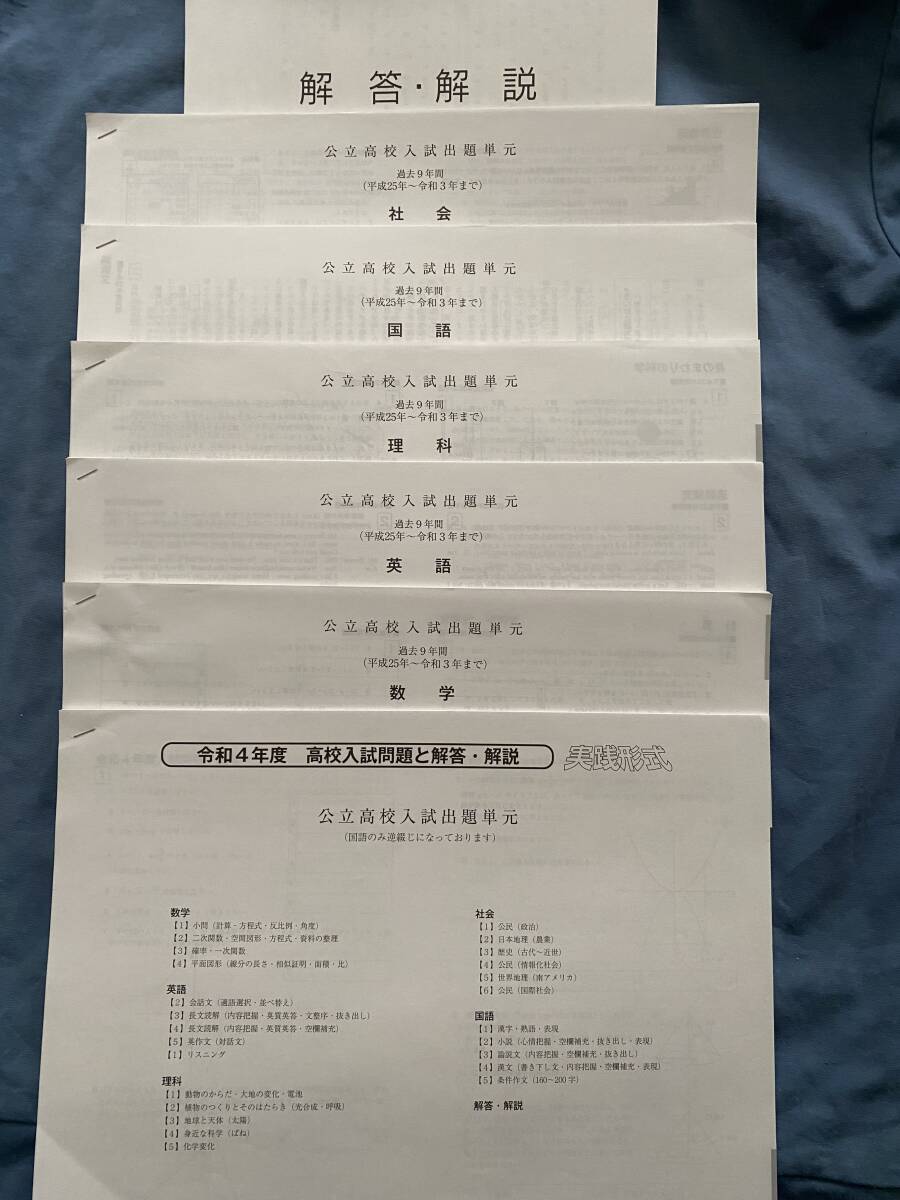 解 答・解 説
公立高校入試出題単元
過去9年間
(平成25年～令和3年まで)
社 会
公立高校入試出題単元
過去9年間
(平成25年～令和3年まで)
国 語
公立高校入試出題単元
過去9年間
(平成25年～令和3年まで)
理 科
公立高校入試出題単元
過去9年間
(平成25年～令和3年まで)
英 語
公立高校入試出題単元
過去9年間
(平成25年～令和3年まで)
数 学
令和4年度 高校入試問題と解答・解説 実践形式
公立高校入試出題単元
(国語のみ逆綴じになっております)
数学
【1】小問（計算・方程式・反比例・角度）
【2】二次関数・空間図形・方程式・資料の整理
【3】確率・一次関数
【4】平面図形（線分の長さ・相似証明・面積・比）
英語
【2】会話文（適語選択・並べ替え）
【3】長文読解（内容把握・英質英答・文整序・抜き出し）
【4】長文読解（内容把握・英質英答・空欄補充）
【5】英作文（対話文）
【1】リスニング
理科
【1】動物のからだ・大地の変化・電池
【2】植物のつくりとそのはたらき（光合成・呼吸）
【3】地球と天体（太陽）
【4】身近な科学（ばね）
【5】化学変化
社会
【1】公民（政治）
【2】日本地理（農業）
【3】歴史（古代～近世）
【4】公民（情報化社会）
【5】世界地理（南アメリカ）
【6】公民（国際社会）
国語
【1】漢字・熟語・表現
【2】小説（心情把握・空欄補充・抜き出し・表現）
【3】論説文（内容把握・空欄補充・抜き出し）
【4】漢文（書き下し文・内容把握・空欄補充・表現）
【5】条件作文（160～200字）
解答・解説